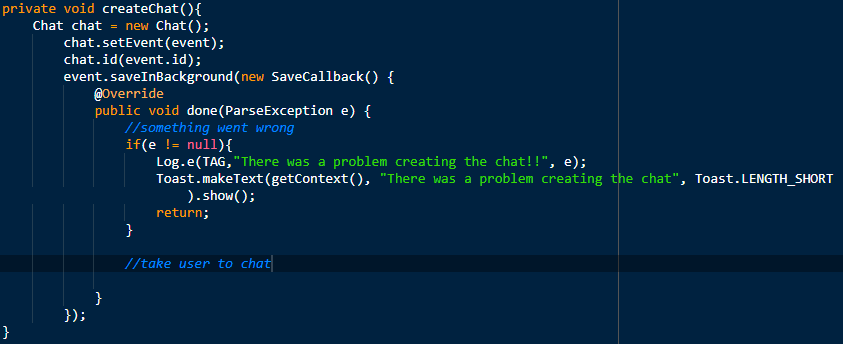 private void createChat(){
Chat chat = new Chat();
chat.setEvent(event);
chat.id(event.id);
event.saveInBackground(new SaveCallback() {
@Override
public void done(ParseException e) {
//something went wrong
if(e != null){
Log.e(TAG,"There was a problem creating the chat!!", e);
Toast.makeText(getContext(), "There was a problem creating the chat", Toast.LENGTH_SHORT
).show();
return;
}
//take user to chat
}
});
}